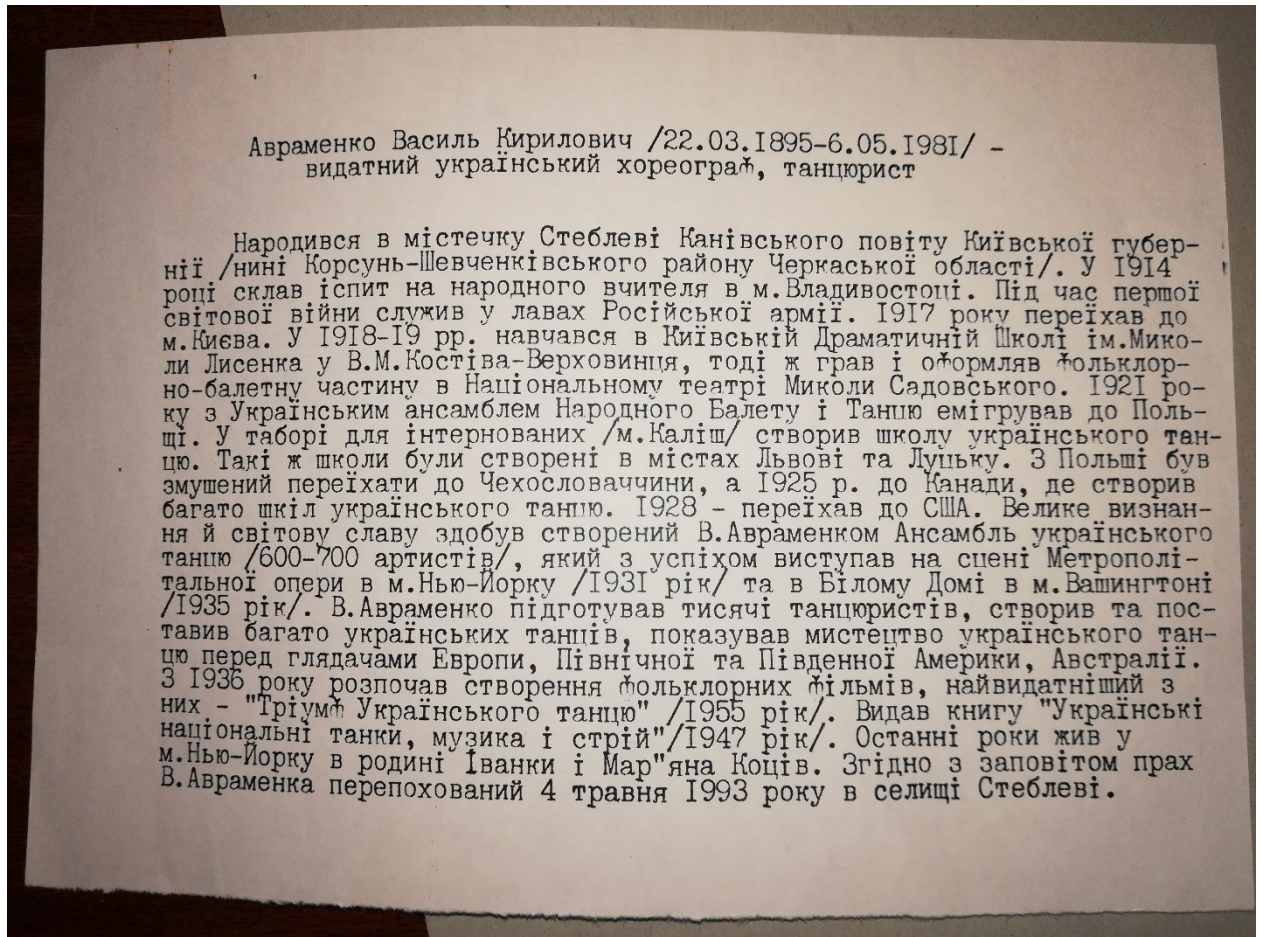 Авраменко Василь Кирилович /22.03.1895-6.05.1981/ -
видатний український хореограф, танцюрист
Народився в містечку Стеблеві Канівського повіту Київської губер-
нії /нині Корсунь-Шевченківського району Черкаської області/. У 1914
році склав іспит на народного вчителя в м.Владивостоці. Під час першої
світової війни служив у лавах Російської армії. 1917 року переїхав до
м.Києва. У 1918-19 рр. навчався в Київській Драматичній Школі ім.Мико-
ли Лисенка у В.М.Костіва-Верховинця, тоді ж грав і оформляв фольклор-
но-балетну частину в Національному театрі Миколи Садовського. 1921 ро-
ку з Українським ансамблем Народного Балету і Танцю емігрував до Поль-
щі. У таборі для інтернованих /м.Каліш/ створив школу українського тан-
цю. Такі ж школи були створені в містах Львові та Луцьку. З Польші був
змушений переїхати до Чехословаччини, а 1925 р. до Канади, де створив
багато шкіл українського танцю. 1928 - переїхав до США. Велике визнан-
ня й світову славу здобув створений В.Авраменком Ансамбль українського
танцю /600-700 артистів/, який з успіхом виступав на сцені Метрополі-
тальної опери в м.Нью-Йорку /1931 рік/ та в Білому Домі в м.Вашингтоні
/1935 рік/. В.Авраменко підготував тисячі танцюристів, створив та пос-
тавив багато українських танців, показував мистецтво українського тан-
цю перед глядачами Европи, Північної та Південної Америки, Австралії.
З 1936 року розпочав створення фольклорних фільмів, найвидатніший з
них - "Тріумф Українського танцю" /1955 рік/. Видав книгу "Українські
національні танки, музика і стрій"/1947 рік/. Останні роки жив у
м.Нью-Йорку в родині Іванки і Мар"яна Коців. Згідно з заповітом прах
В.Авраменка перепохований 4 травня 1993 року в селищі Стеблеві.